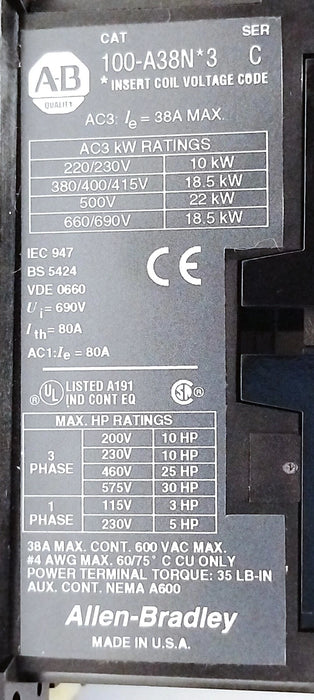 CAT SER
A-B 100-A38N*3 C
QUALITY * INSERT COIL VOLTAGE CODE
AC3: Ie = 38A MAX.
AC3 kW RATINGS
220/230V 10 kW
380/400/415V 18.5 kW
500V 22 kW
660/690V 18.5 kW
IEC 947
BS 5424
VDE 0660
Ui = 690V
Ith = 80A
AC1:Ie = 80A
CE
® UL LISTED A191
IND CONT EQ
SA ®
MAX. HP RATINGS
3 PHASE 200V 10 HP
230V 10 HP
460V 25 HP
575V 30 HP
1 PHASE 115V 3 HP
230V 5 HP
38A MAX. CONT. 600 VAC MAX.
#4 AWG MAX. 60/75° C CU ONLY
POWER TERMINAL TORQUE: 35 LB-IN
AUX. CONT. NEMA A600
Allen-Bradley
MADE IN U.S.A.